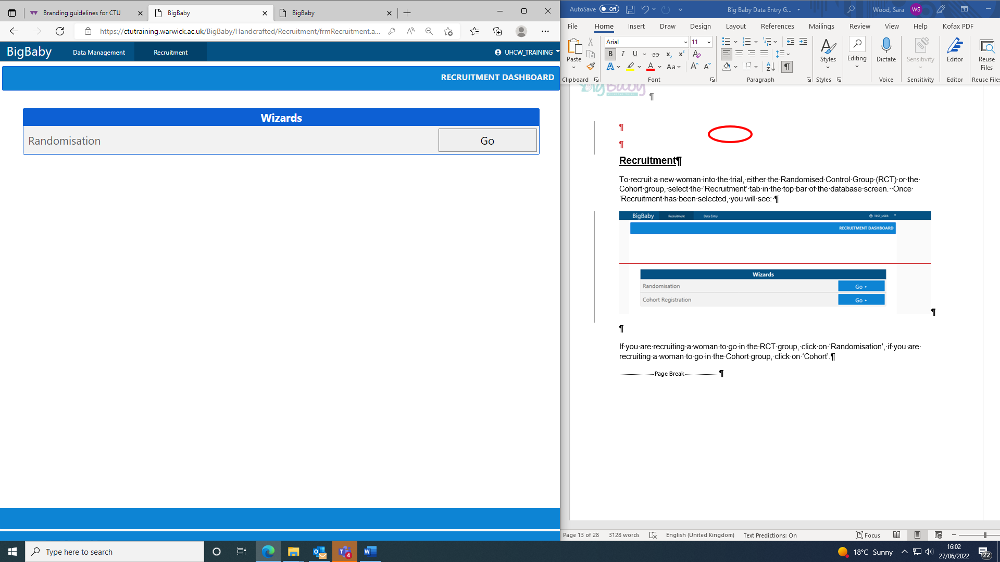 Branding guidelines for CTU
BigBaby
BigBaby
https://ctutraining.warwick.ac.uk/BigBaby/Handcrafted/Recruitment/frmRecruitment.a...
BigBaby
Data Management
Recruitment
UHCW_TRAINING
RECRUITMENT DASHBOARD
Wizards
Randomisation
Go
AutoSave
Off
Big Baby Data Entry G...
Wood, Sara
WS
File
Home
Insert
Draw
Design
Layout
References
Mailings
Review
View
Help
Kofax PDF
Paste
Arial
11
Styles
Editing
Dictate
Sensitivity
Editor
Reuse
Files
Clipboard
Font
Paragraph
Styles
Voice
Sensitivity
Editor
Reuse Files
BigBaby ¶
¶
¶
Recruitment¶
To·recruit·a·new·woman·into·the·trial,·either·the·Randomised·Control·Group·(RCT)·or·the·
Cohort·group,·select·the·‘Recruitment’·tab·in·the·top·bar·of·the·database·screen.··Once·
‘Recruitment·has·been·selected,·you·will·see:·¶
BigBaby
Recruitment
Data Entry
TEST_USER
RECRUITMENT DASHBOARD
Wizards
Randomisation
Go
Cohort Registration
Go
¶
¶
If·you·are·recruiting·a·woman·to·go·in·the·RCT·group,·click·on·‘Randomisation’,·if·you·are·
recruiting·a·woman·to·go·in·the·Cohort·group,·click·on·‘Cohort’.¶
Page Break¶
Page 13 of 28
3128 words
English (United Kingdom)
Text Predictions: On
Focus
Type here to search
4
18°C Sunny
16:02
27/06/2022
22